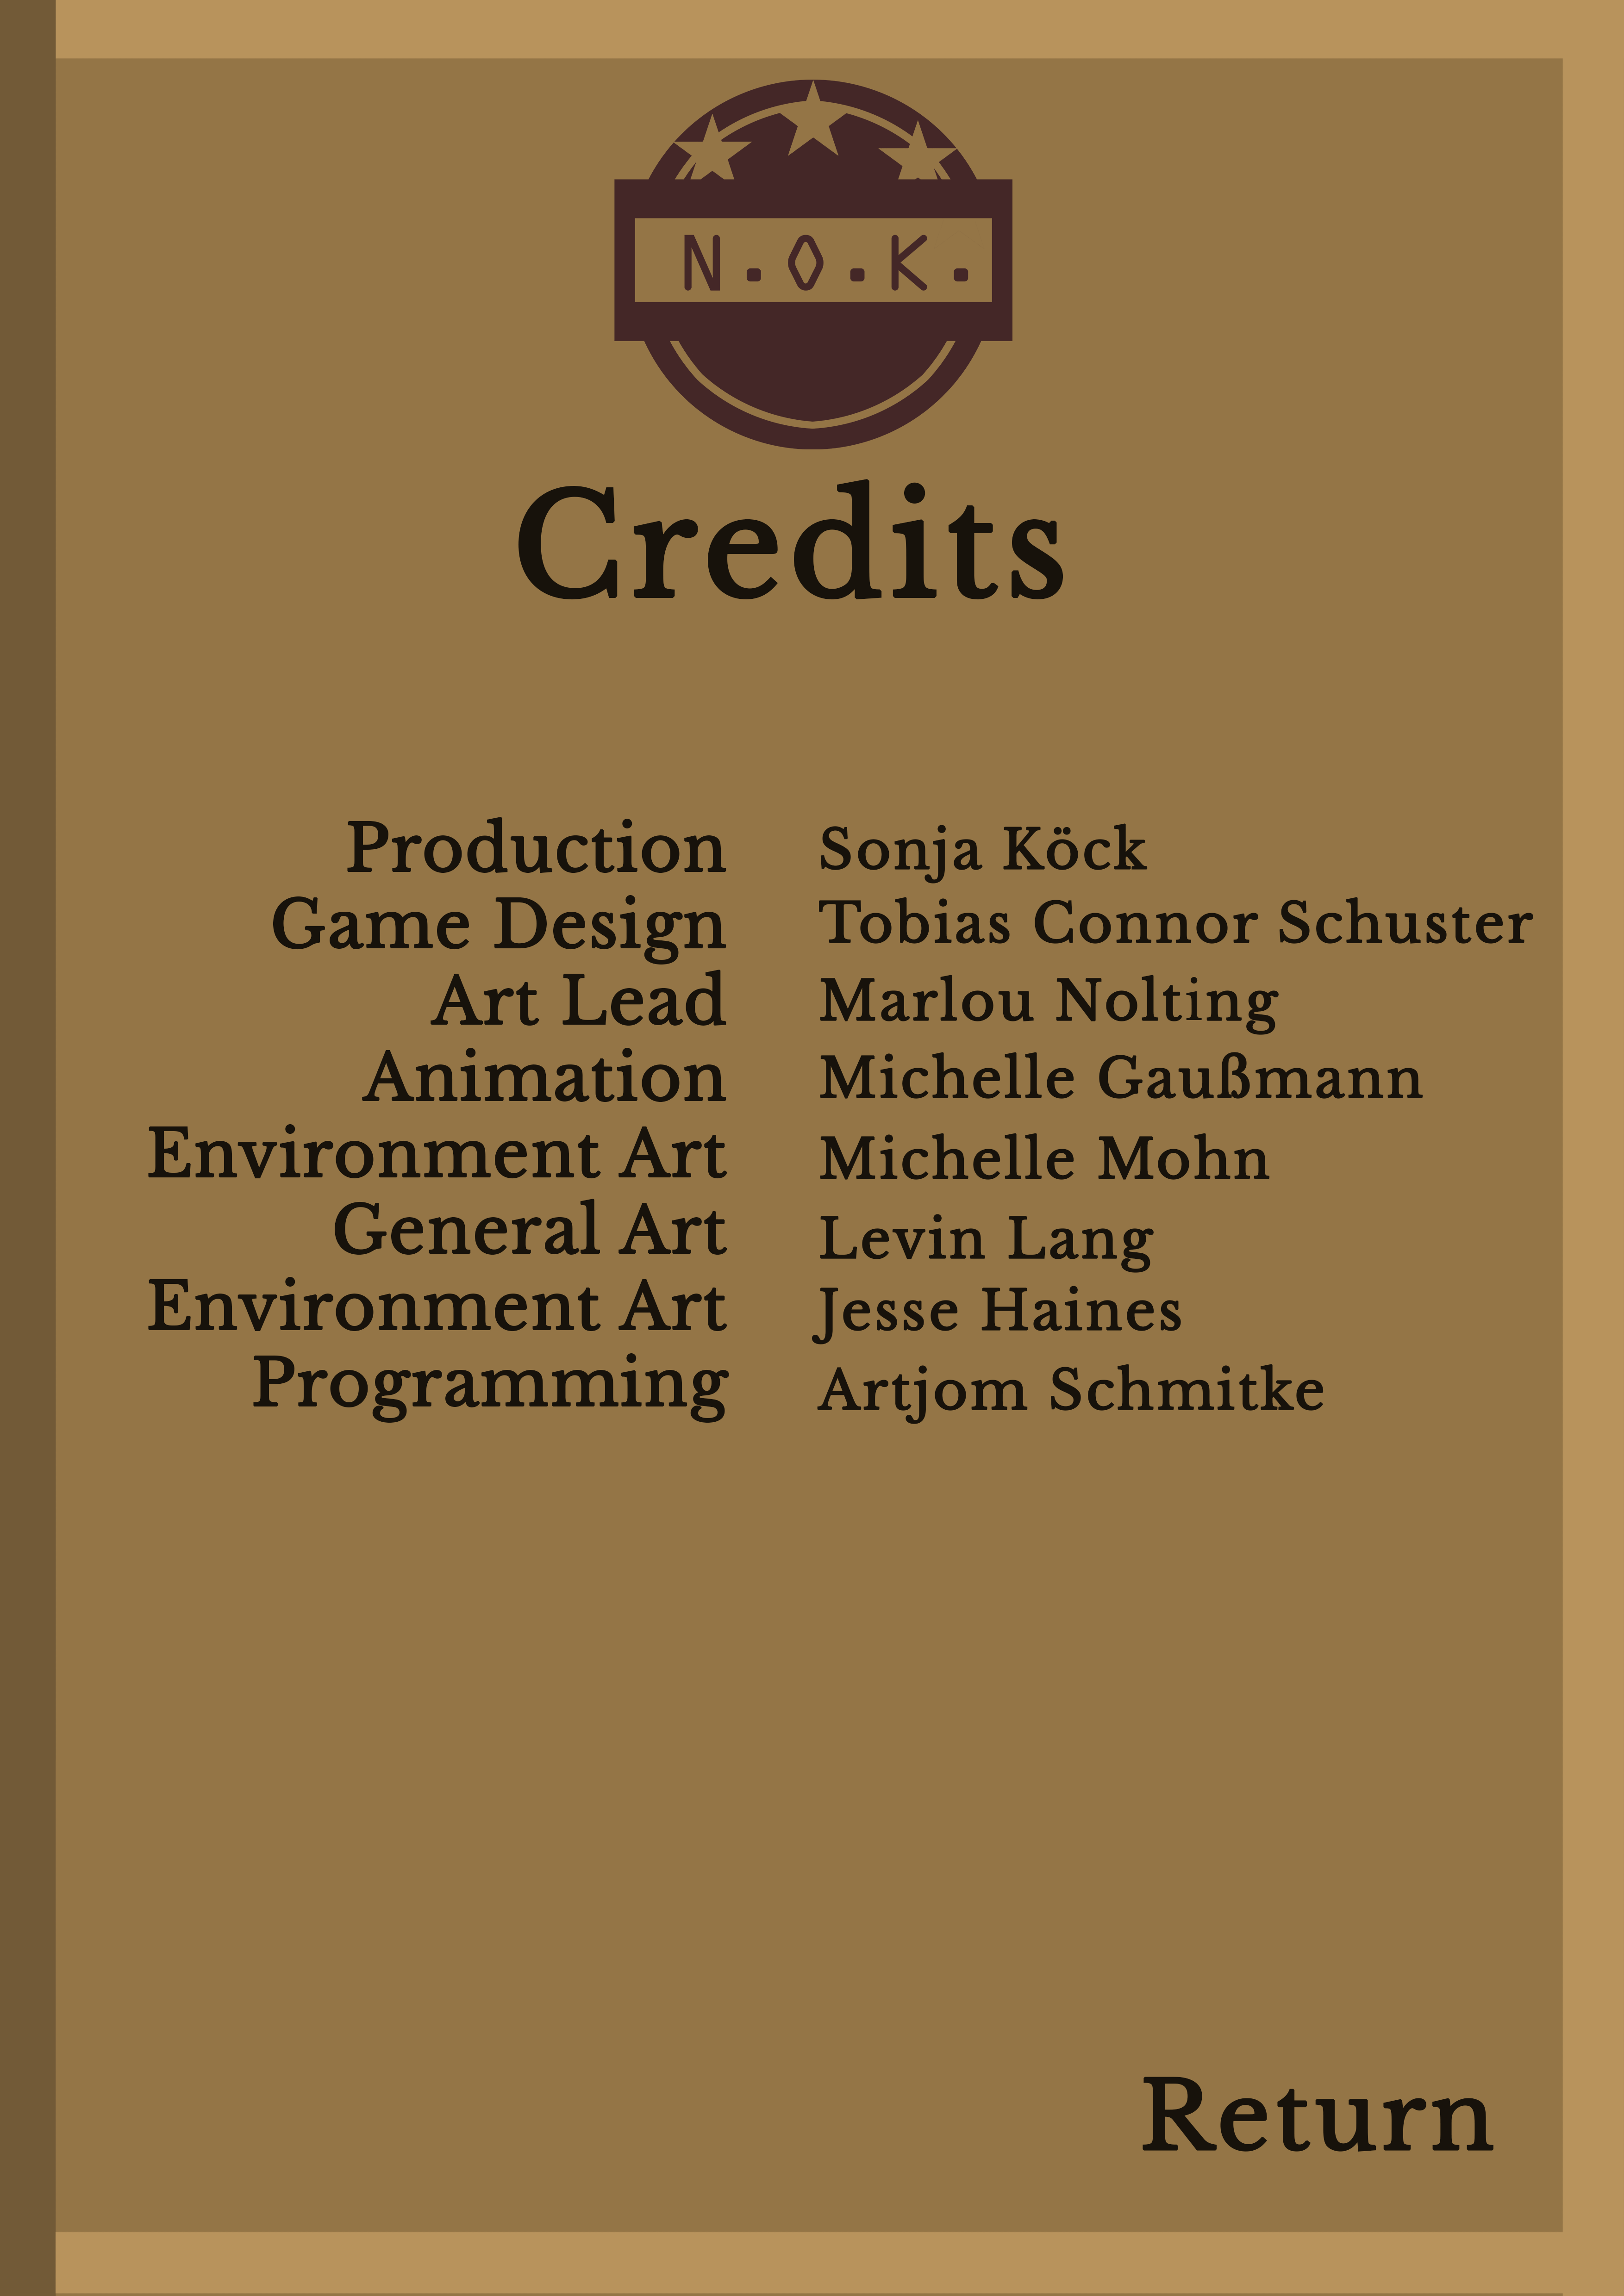 N.O.K.
Credits
Production Sonja Köck
Game Design Tobias Connor Schuster
Art Lead Marlou Nolting
Animation Michelle Gaußmann
Environment Art Michelle Mohn
General Art Levin Lang
Environment Art Jesse Haines
Programming Artjom Schmitke
Return